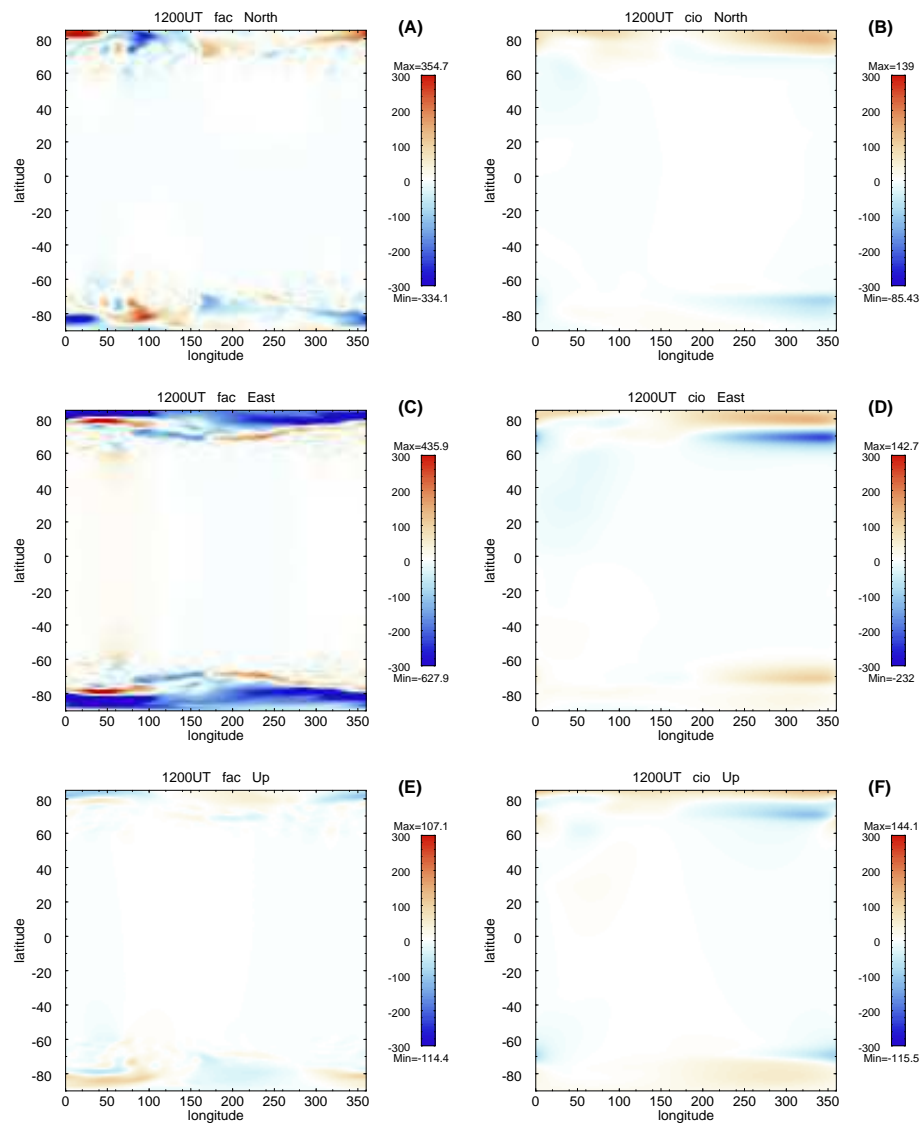 1200UT fac North
(A)
Max=354.7
300
200
100
0
-100
-200
-300
Min=-334.1
80
60
40
20
0
-20
-40
-60
-80
latitude
0 50 100 150 200 250 300 350
longitude
1200UT cio North
(B)
Max=139
300
200
100
0
-100
-200
-300
Min=-85.43
80
60
40
20
0
-20
-40
-60
-80
latitude
0 50 100 150 200 250 300 350
longitude
1200UT fac East
(C)
Max=435.9
300
200
100
0
-100
-200
-300
Min=-627.9
80
60
40
20
0
-20
-40
-60
-80
latitude
0 50 100 150 200 250 300 350
longitude
1200UT cio East
(D)
Max=142.7
300
200
100
0
-100
-200
-300
Min=-232
80
60
40
20
0
-20
-40
-60
-80
latitude
0 50 100 150 200 250 300 350
longitude
1200UT fac Up
(E)
Max=107.1
300
200
100
0
-100
-200
-300
Min=-114.4
80
60
40
20
0
-20
-40
-60
-80
latitude
0 50 100 150 200 250 300 350
longitude
1200UT cio Up
(F)
Max=144.1
300
200
100
0
-100
-200
-300
Min=-115.5
80
60
40
20
0
-20
-40
-60
-80
latitude
0 50 100 150 200 250 300 350
longitude